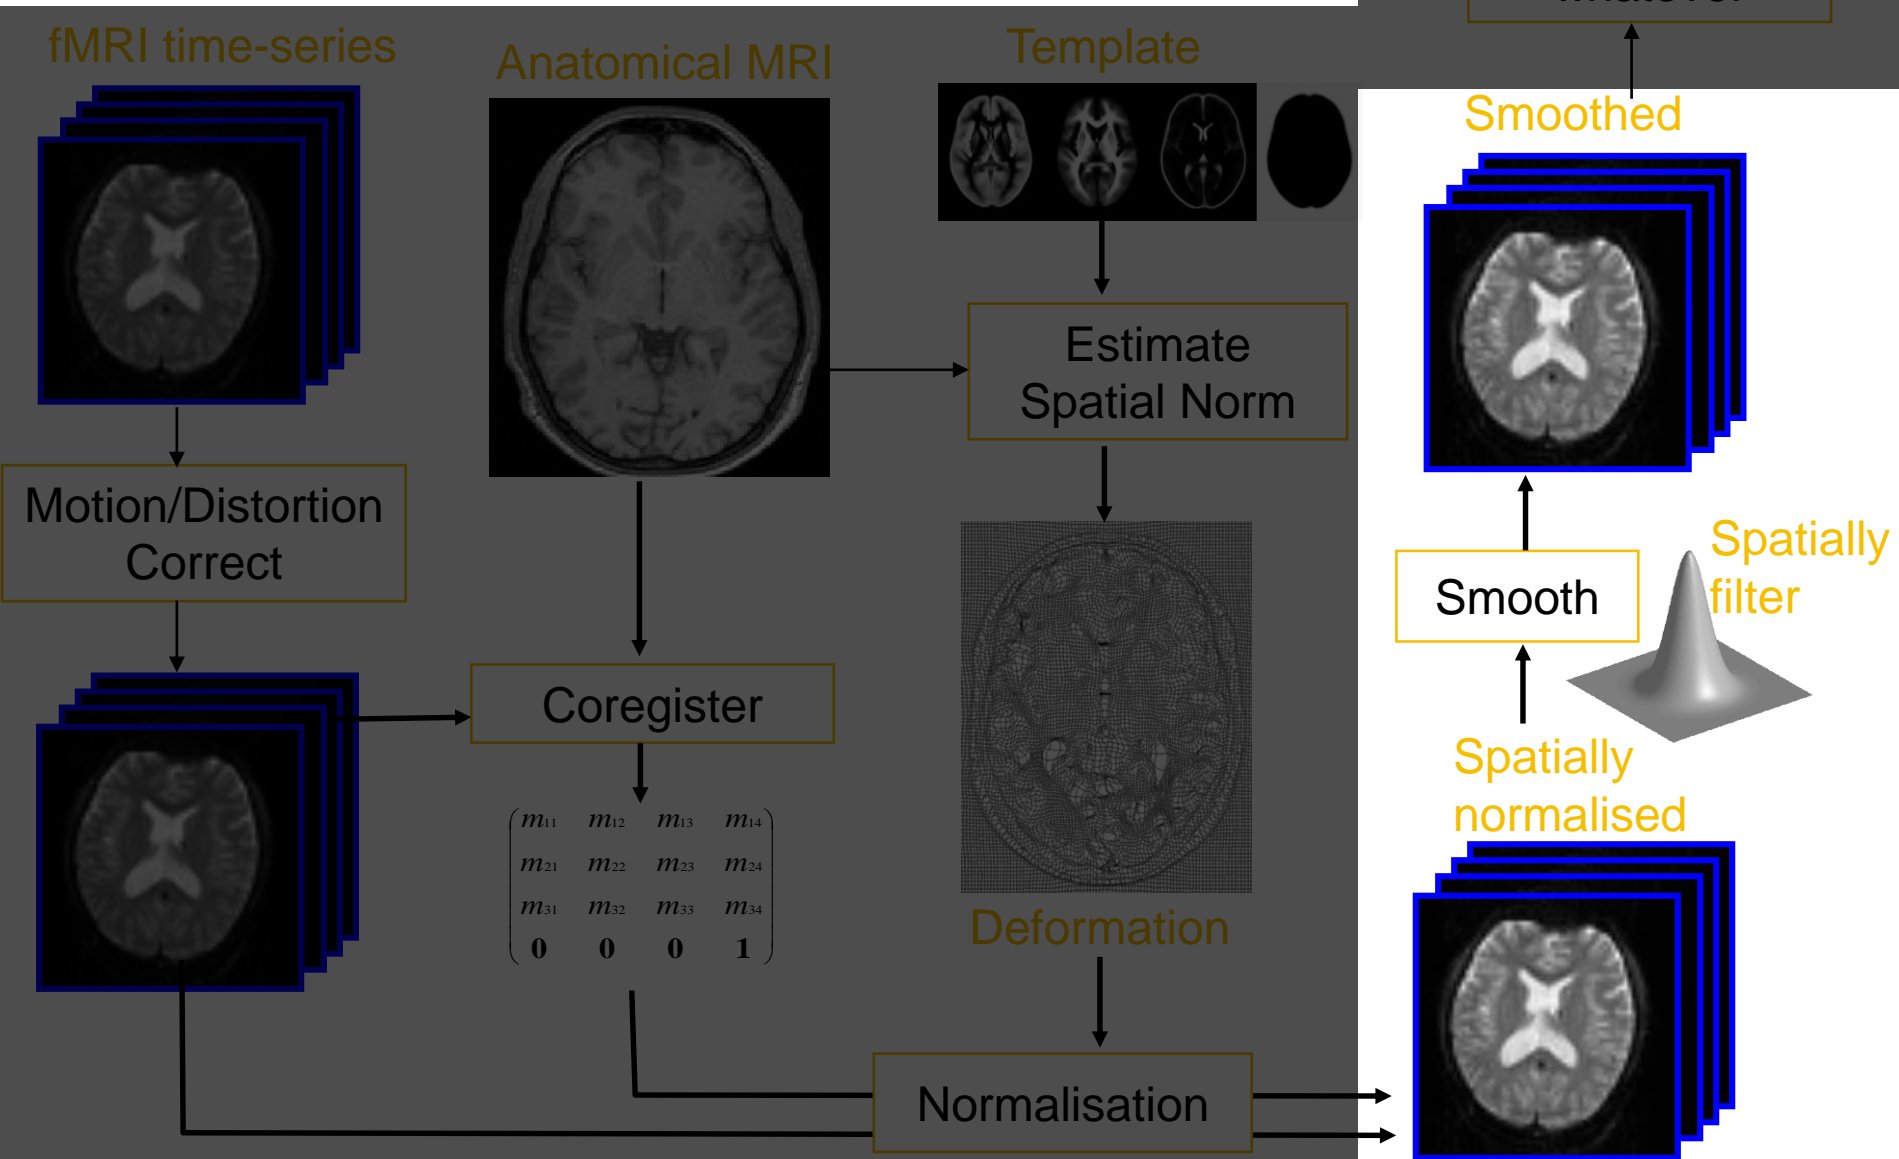 fMRI time-series
Anatomical MRI
Template
Smoothed
Estimate
Spatial Norm
Motion/Distortion
Correct
Spatially
filter
Smooth
Coregister
Spatially
normalised
m11 m12 m13 m14
m21 m22 m23 m24
m31 m32 m33 m34
0 0 0 1
Deformation
Normalisation